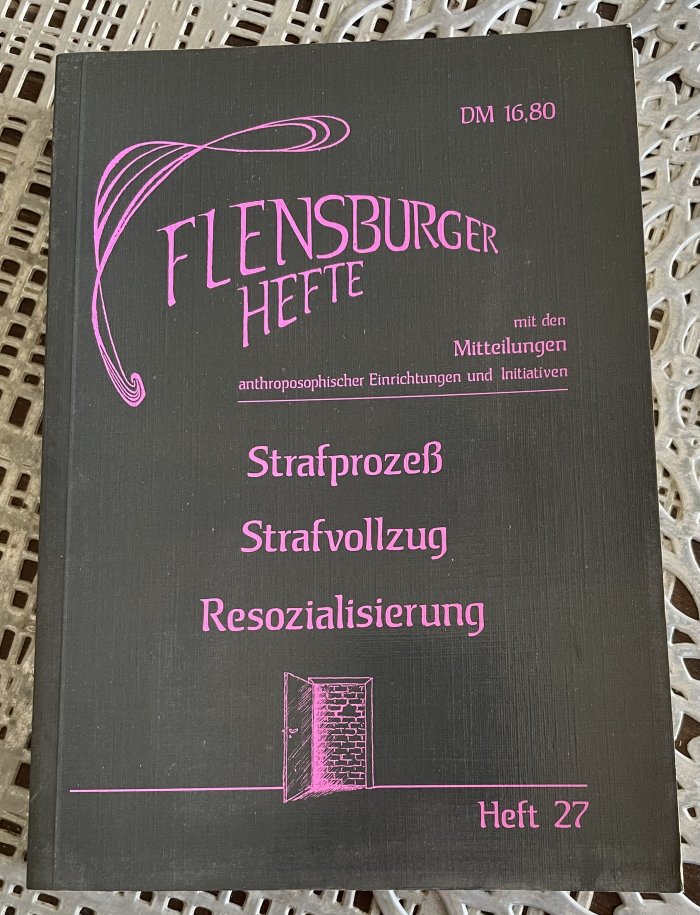 DM 16,80
FLENSBURGER
HEFTE
mit den
Mitteilungen
anthroposophischer Einrichtungen und Initiativen
Strafprozeß
Strafvollzug
Resozialisierung
Heft 27